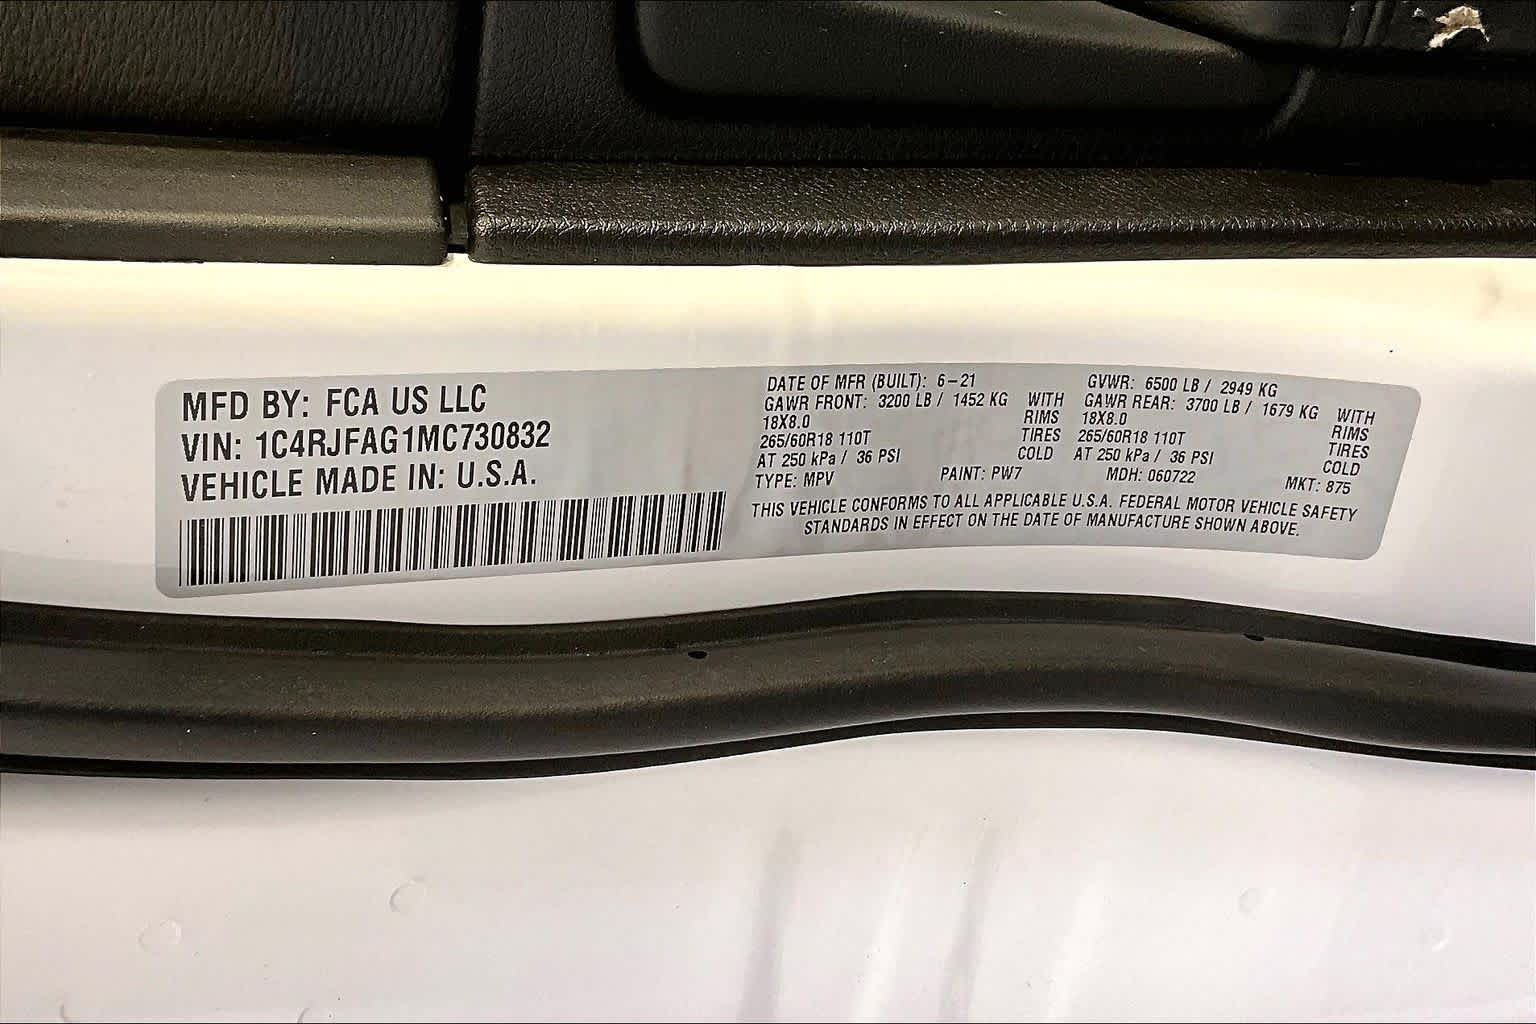 MFD BY: FCA US LLC
VIN: 1C4RJFAG1MC730832
VEHICLE MADE IN: U.S.A.
DATE OF MFR (BUILT): 6-21
GAWR FRONT: 3200 LB / 1452 KG WITH
18X8.0 RIMS
265/60R18 110T TIRES
AT 250 kPa / 36 PSI COLD
GVWR: 6500 LB / 2949 KG
GAWR REAR: 3700 LB / 1679 KG WITH
18X8.0 RIMS
265/60R18 110T TIRES
AT 250 kPa / 36 PSI COLD
TYPE: MPV PAINT: PW7 MDH: 060722 MKT: 875
THIS VEHICLE CONFORMS TO ALL APPLICABLE U.S.A. FEDERAL MOTOR VEHICLE SAFETY
STANDARDS IN EFFECT ON THE DATE OF MANUFACTURE SHOWN ABOVE.